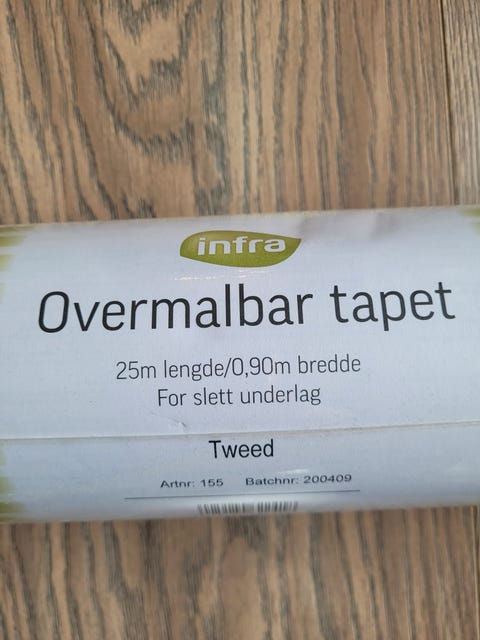 infra
Overmalbar tapet
25m lengde/0,90m bredde
For slett underlag
Tweed
Artnr: 155 Batchnr: 200409